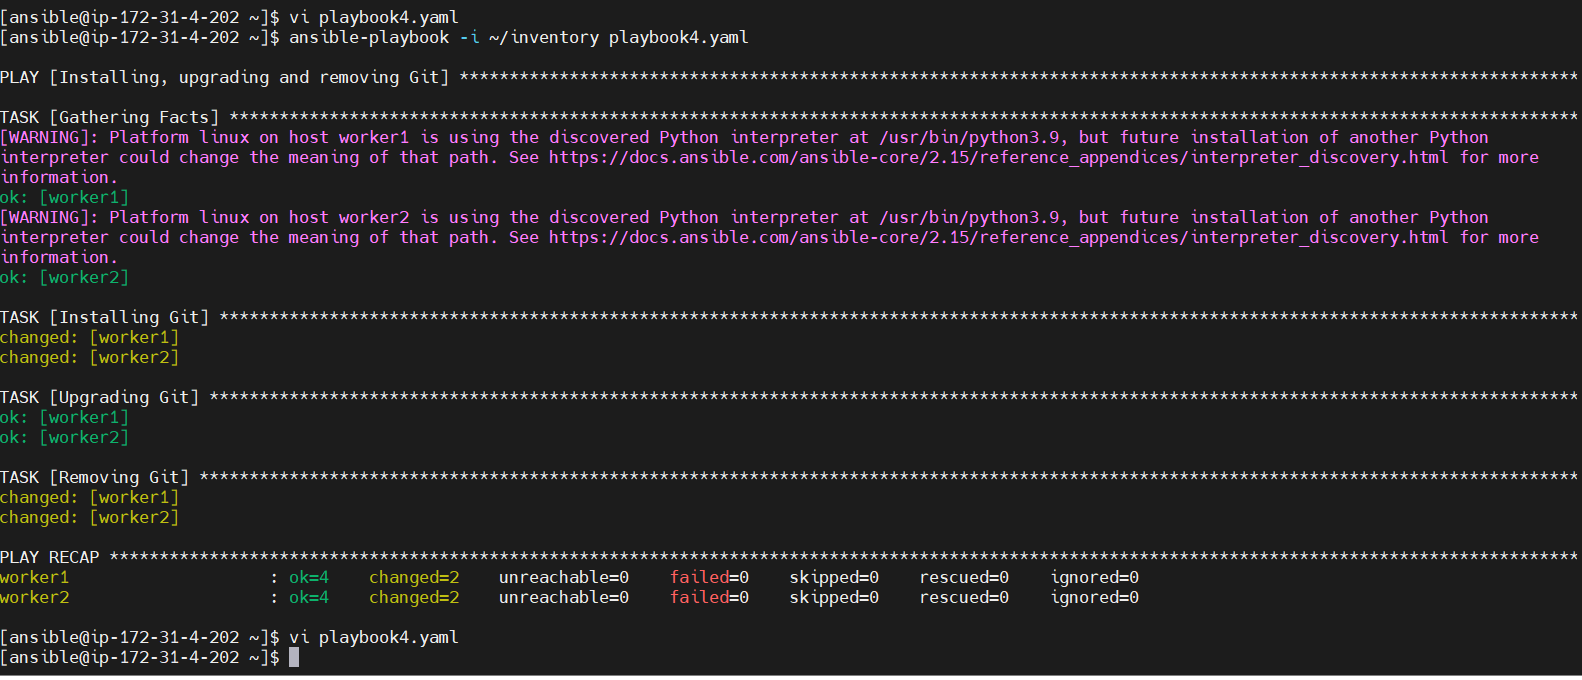 [ansible@ip-172-31-4-202 ~]$ vi playbook4.yaml
[ansible@ip-172-31-4-202 ~]$ ansible-playbook -i ~/inventory playbook4.yaml
PLAY [Installing, upgrading and removing Git] ****************************************************************************************************************
TASK [Gathering Facts] ***************************************************************************************************************************************
[WARNING]: Platform linux on host worker1 is using the discovered Python interpreter at /usr/bin/python3.9, but future installation of another Python
interpreter could change the meaning of that path. See https://docs.ansible.com/ansible-core/2.15/reference_appendices/interpreter_discovery.html for more
information.
ok: [worker1]
[WARNING]: Platform linux on host worker2 is using the discovered Python interpreter at /usr/bin/python3.9, but future installation of another Python
interpreter could change the meaning of that path. See https://docs.ansible.com/ansible-core/2.15/reference_appendices/interpreter_discovery.html for more
information.
ok: [worker2]
TASK [Installing Git] ****************************************************************************************************************************************
changed: [worker1]
changed: [worker2]
TASK [Upgrading Git] *****************************************************************************************************************************************
ok: [worker1]
ok: [worker2]
TASK [Removing Git] ******************************************************************************************************************************************
changed: [worker1]
changed: [worker2]
PLAY RECAP ***************************************************************************************************************************************************
worker1                    : ok=4    changed=2    unreachable=0    failed=0    skipped=0    rescued=0    ignored=0
worker2                    : ok=4    changed=2    unreachable=0    failed=0    skipped=0    rescued=0    ignored=0
[ansible@ip-172-31-4-202 ~]$ vi playbook4.yaml
[ansible@ip-172-31-4-202 ~]$